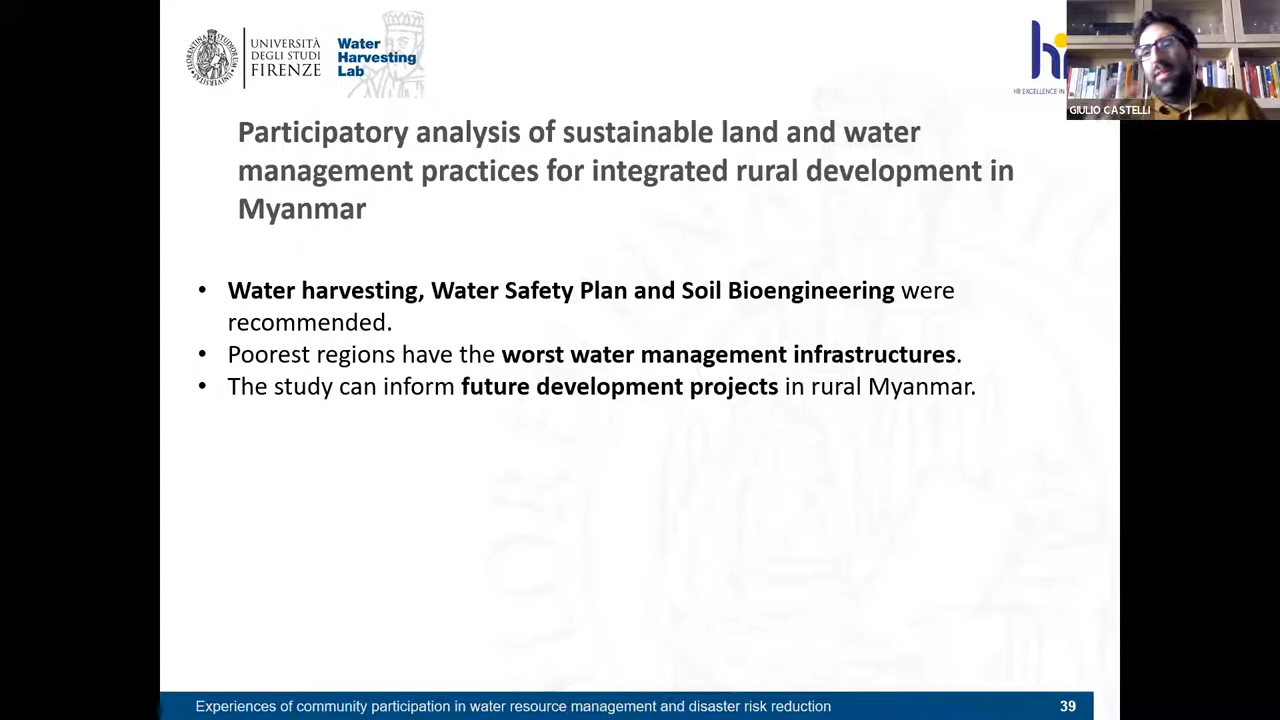 UNIVERSITÀ
DEGLI STUDI
FIRENZE
Water
Harvesting
Lab
HR EXCELLENCE IN
GIULIO CASTELLI
Participatory analysis of sustainable land and water
management practices for integrated rural development in
Myanmar
• Water harvesting, Water Safety Plan and Soil Bioengineering were
recommended.
• Poorest regions have the worst water management infrastructures.
• The study can inform future development projects in rural Myanmar.
Experiences of community participation in water resource management and disaster risk reduction
39